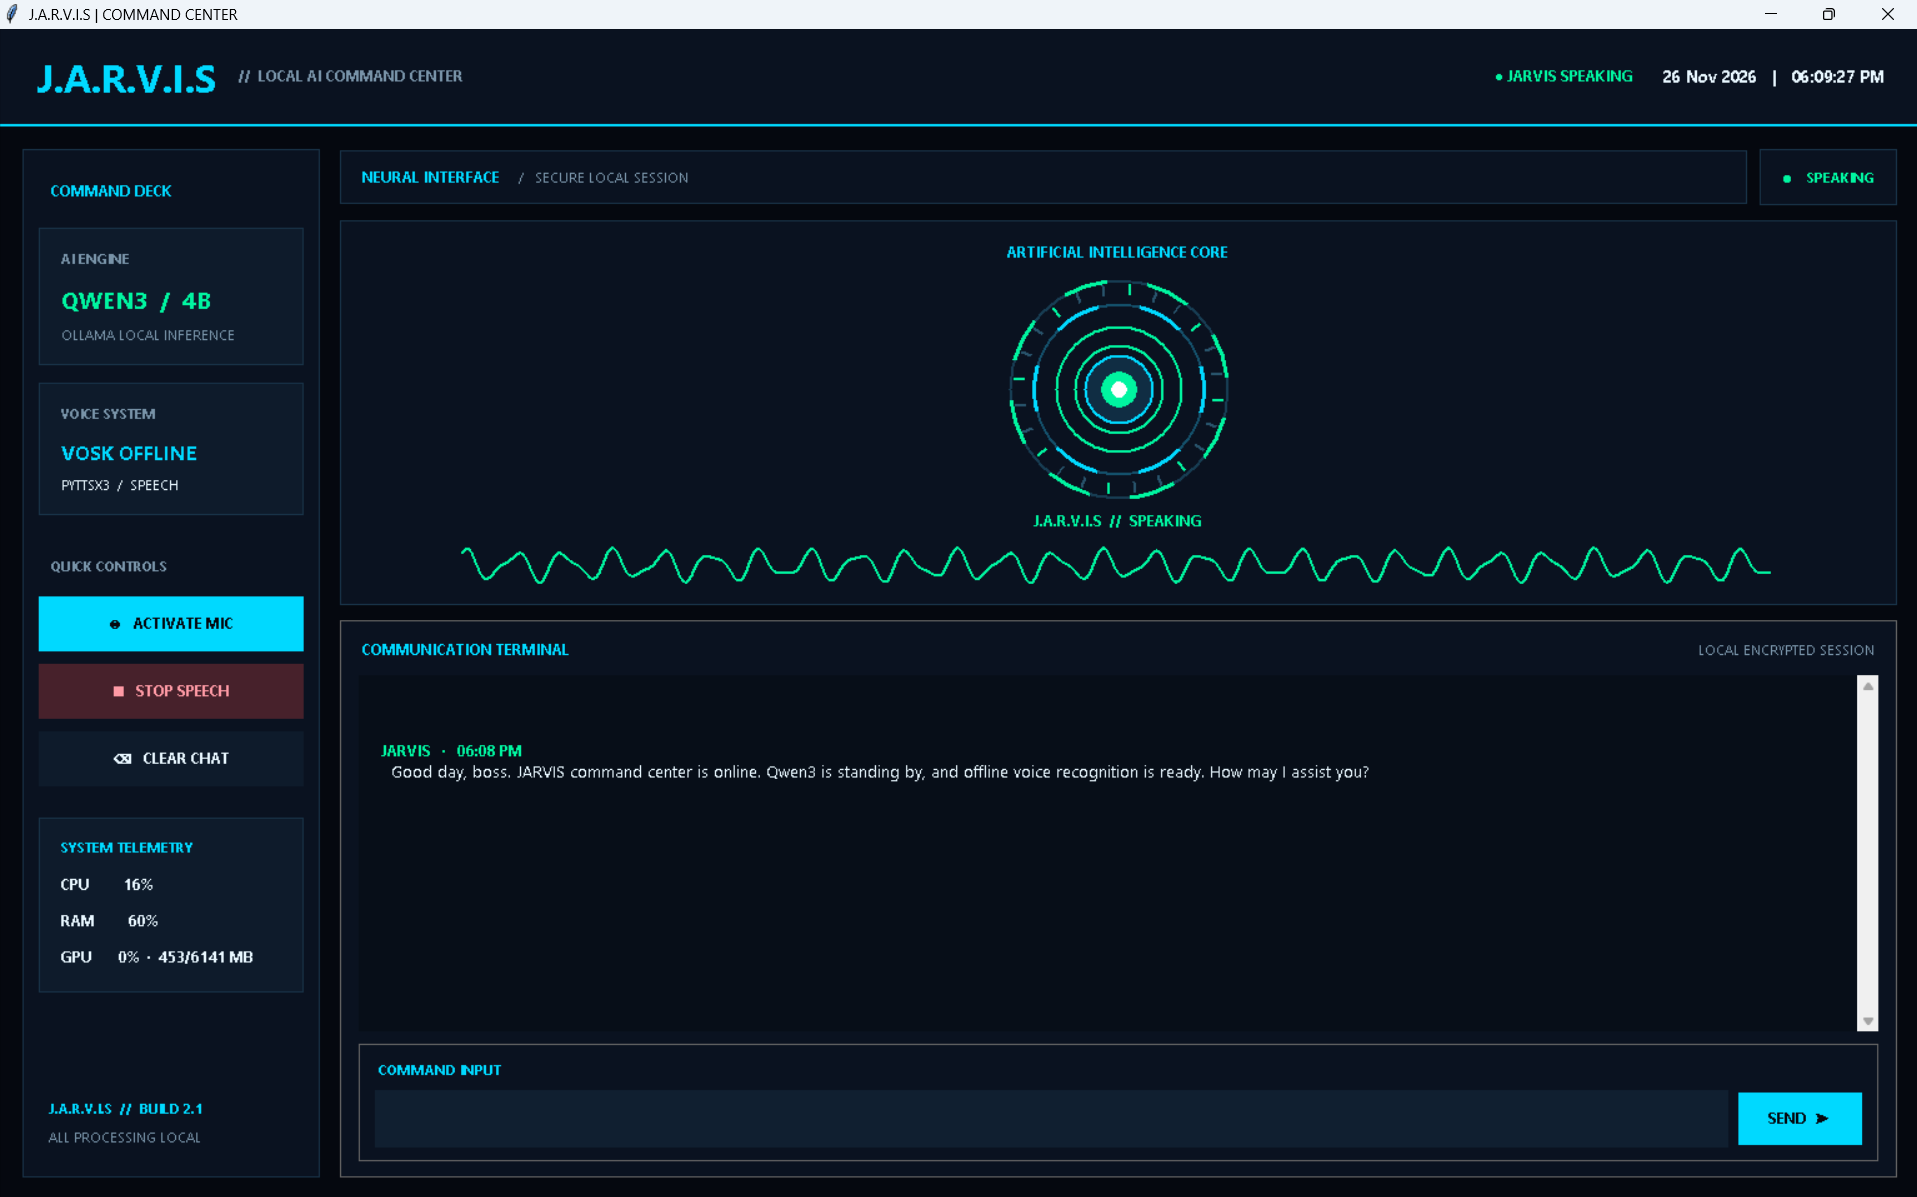 J.A.R.V.I.S | COMMAND CENTER
J.A.R.V.I.S // LOCAL AI COMMAND CENTER
● JARVIS SPEAKING 26 Nov 2026 | 06:09:27 PM
COMMAND DECK
AI ENGINE
QWEN3 / 4B
OLLAMA LOCAL INFERENCE
VOICE SYSTEM
VOSK OFFLINE
PYTTSX3 / SPEECH
QUICK CONTROLS
● ACTIVATE MIC
■ STOP SPEECH
⌫ CLEAR CHAT
SYSTEM TELEMETRY
CPU 16%
RAM 60%
GPU 0% · 453/6141 MB
J.A.R.V.I.S // BUILD 2.1
ALL PROCESSING LOCAL
NEURAL INTERFACE / SECURE LOCAL SESSION
● SPEAKING
ARTIFICIAL INTELLIGENCE CORE
J.A.R.V.I.S // SPEAKING
COMMUNICATION TERMINAL
LOCAL ENCRYPTED SESSION
JARVIS · 06:08 PM
Good day, boss. JARVIS command center is online. Qwen3 is standing by, and offline voice recognition is ready. How may I assist you?
COMMAND INPUT
SEND ➤